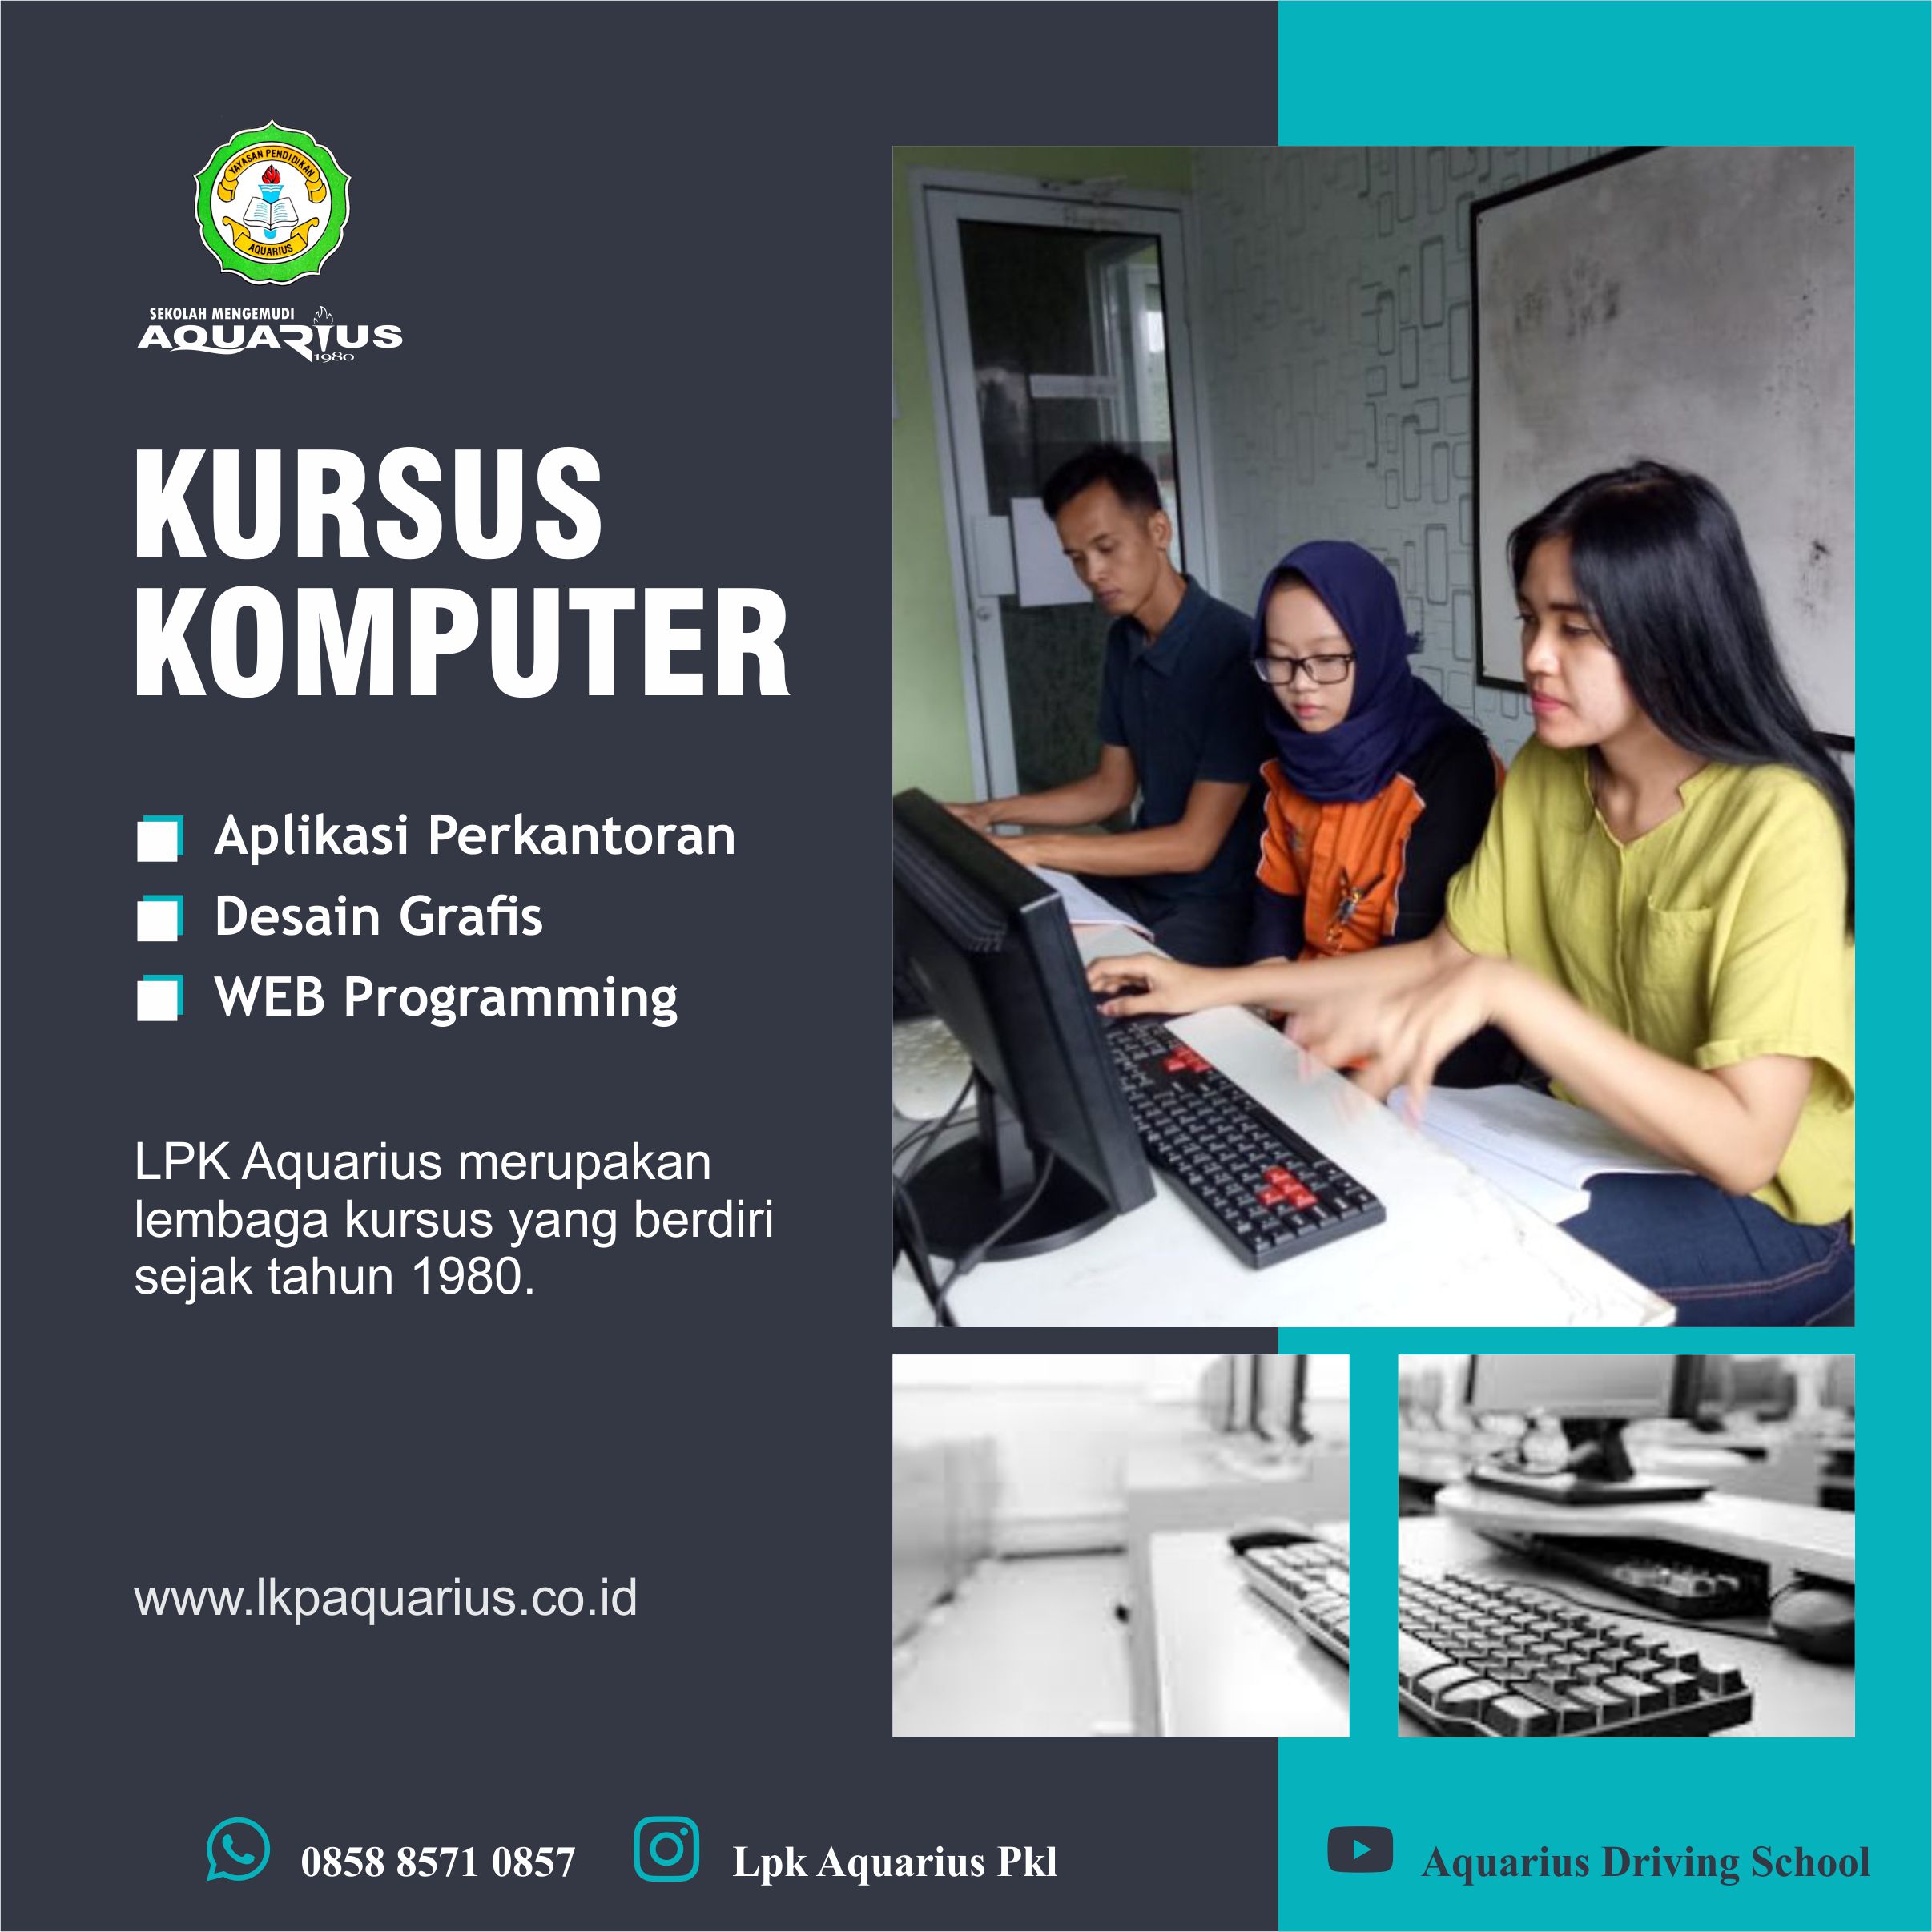 YAYASAN PENDIDIKAN
AQUARIUS
SEKOLAH MENGEMUDI
AQUARIUS
1980
KURSUS
KOMPUTER
Aplikasi Perkantoran
Desain Grafis
WEB Programming
LPK Aquarius merupakan
lembaga kursus yang berdiri
sejak tahun 1980.
www.lkpaquarius.co.id
0858 8571 0857
Lpk Aquarius Pkl
Aquarius Driving School